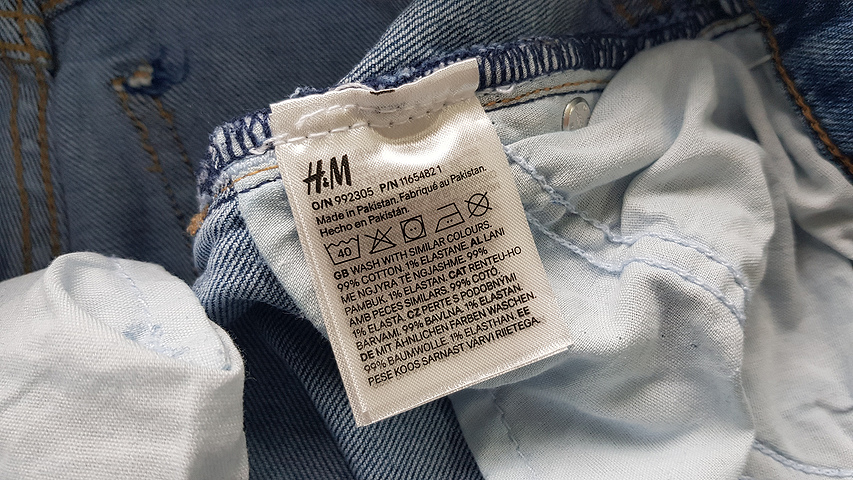 H&M
O/N 992305 P/N 1165482 1
Made in Pakistan. Fabriqué au Pakistan.
Hecho en Pakistán.
40
GB WASH WITH SIMILAR COLOURS.
99% COTTON, 1% ELASTANE. AL LANI
ME NGJYRA TË NGJASHME. 99%
PAMBUK, 1% ELASTAN. CAT RENTEU-HO
AMB PECES SIMILARS. 99% COTÓ,
1% ELASTÀ. CZ PERTE S PODOBNÝMI
BARVAMI. 99% BAVLNA, 1% ELASTAN.
DE MIT ÄHNLICHEN FARBEN WASCHEN.
99% BAUMWOLLE, 1% ELASTHAN. EE
PESE KOOS SARNAST VÄRVI RIIETEGA.